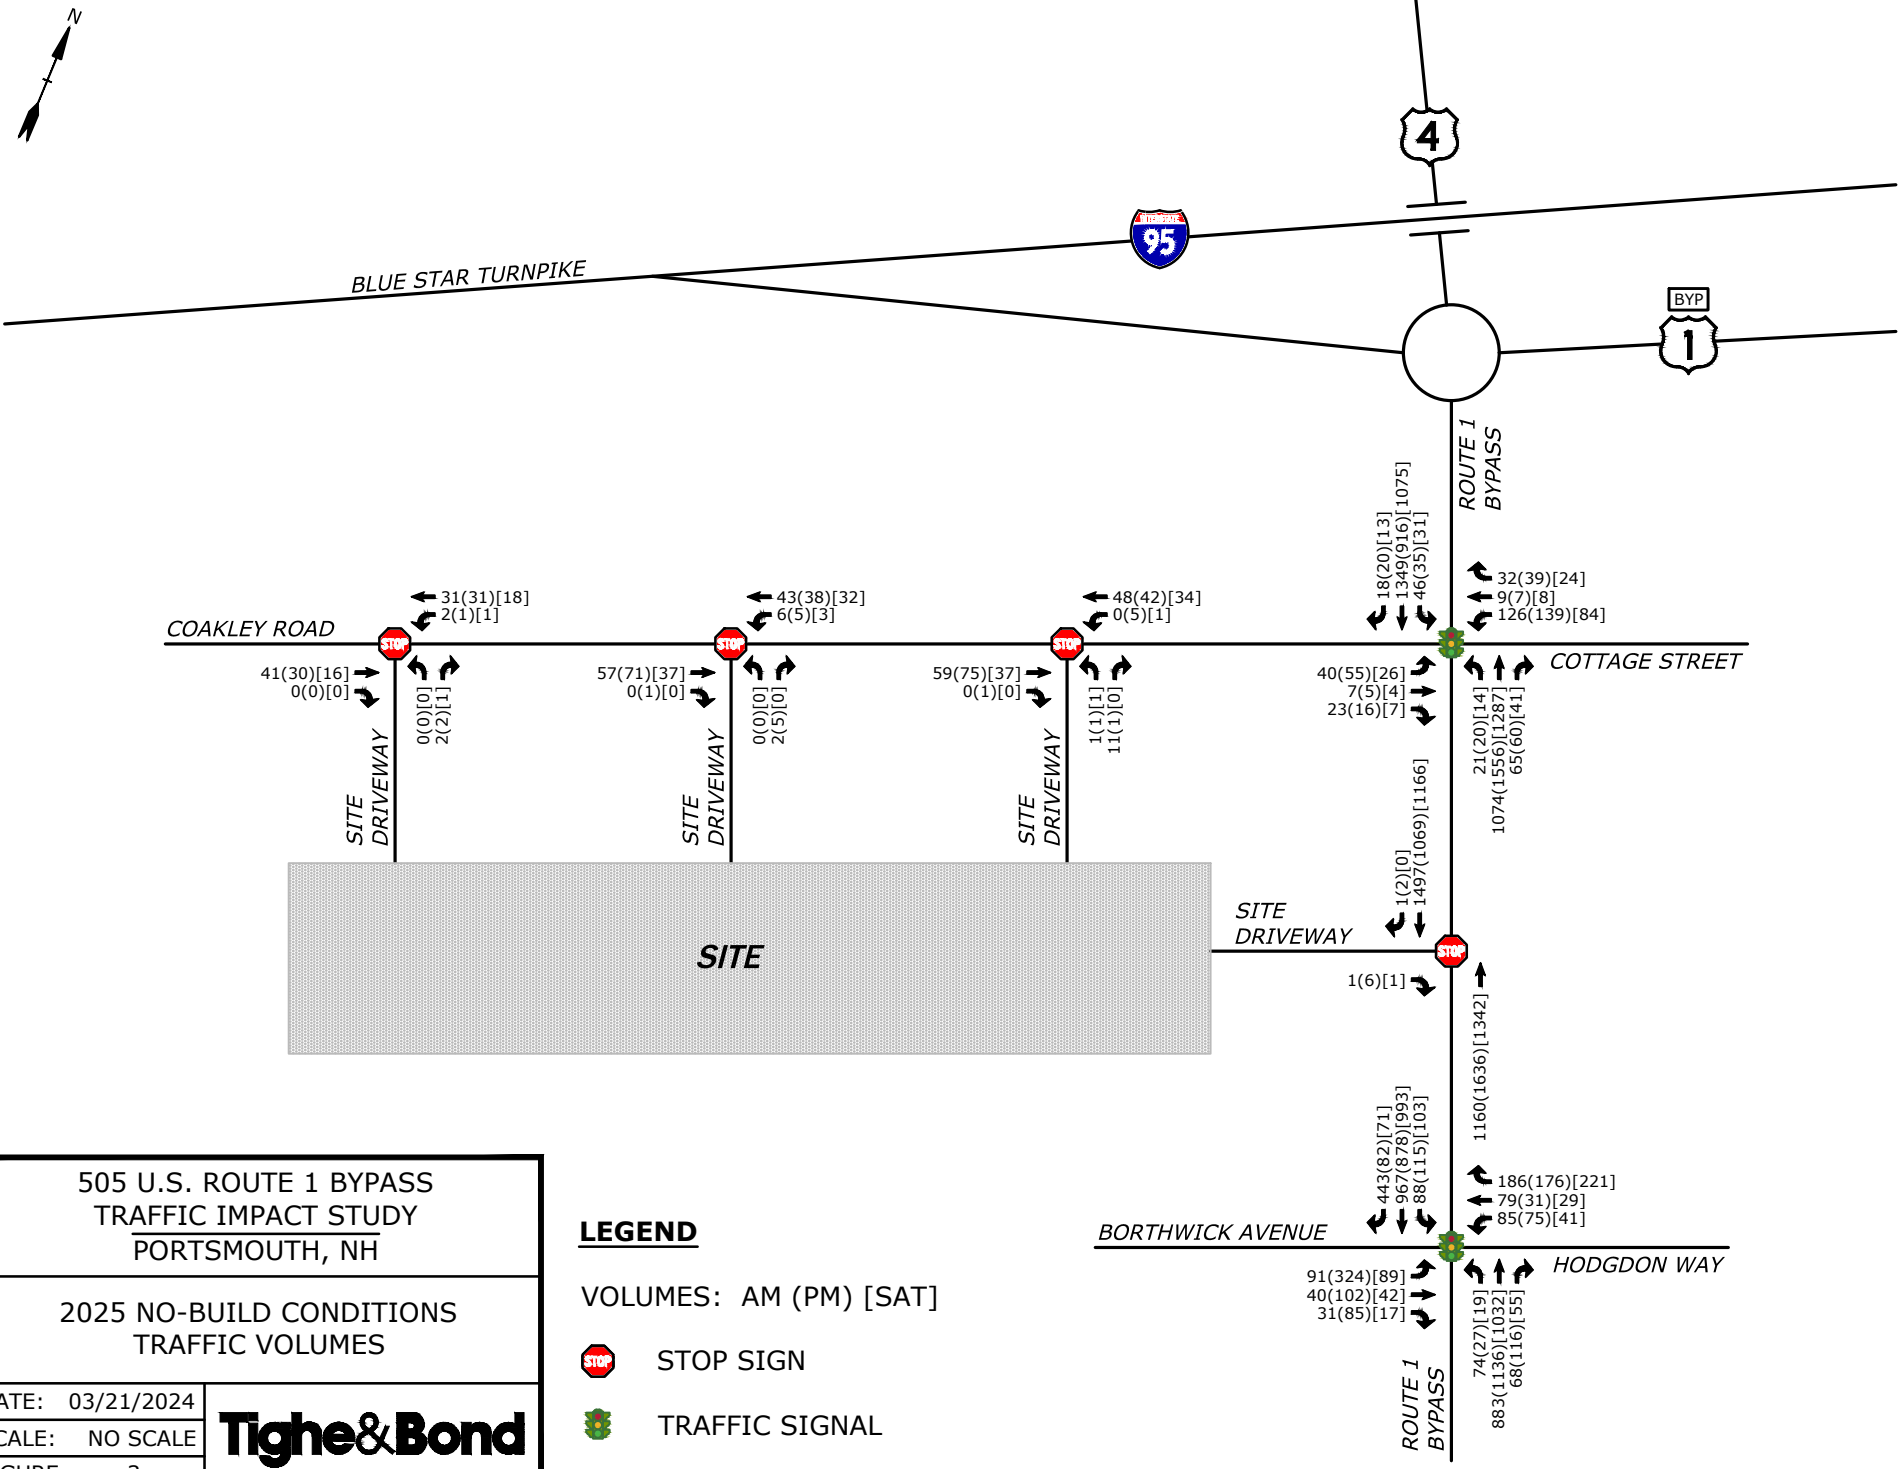 N
4
INTERSTATE
95
BLUE STAR TURNPIKE
BYP
1
ROUTE 1
BYPASS
18(20)[13]
1349(916)[1075]
46(35)[31]
32(39)[24]
9(7)[8]
126(139)[84]
31(31)[18]
2(1)[1]
43(38)[32]
6(5)[3]
48(42)[34]
0(5)[1]
COAKLEY ROAD
STOP
STOP
STOP
COTTAGE STREET
41(30)[16]
0(0)[0]
0(0)[0]
2(2)[1]
57(71)[37]
0(1)[0]
0(0)[0]
2(5)[0]
59(75)[37]
0(1)[0]
1(1)[1]
11(1)[0]
40(55)[26]
7(5)[4]
23(16)[7]
21(20)[14]
1074(1556)[1287]
65(60)[41]
SITE
DRIVEWAY
SITE
DRIVEWAY
SITE
DRIVEWAY
1(2)[0]
1497(1069)[1166]
SITE
DRIVEWAY
SITE
STOP
1(6)[1]
1160(1636)[1342]
443(82)[71]
967(878)[993]
88(115)[103]
186(176)[221]
79(31)[29]
85(75)[41]
BORTHWICK AVENUE
HODGDON WAY
91(324)[89]
40(102)[42]
31(85)[17]
74(27)[19]
883(1136)[1032]
68(116)[55]
ROUTE 1
BYPASS
505 U.S. ROUTE 1 BYPASS
TRAFFIC IMPACT STUDY
PORTSMOUTH, NH
2025 NO-BUILD CONDITIONS
TRAFFIC VOLUMES
ATE: 03/21/2024
CALE: NO SCALE
Tighe&Bond
LEGEND
VOLUMES: AM (PM) [SAT]
STOP
STOP SIGN
TRAFFIC SIGNAL